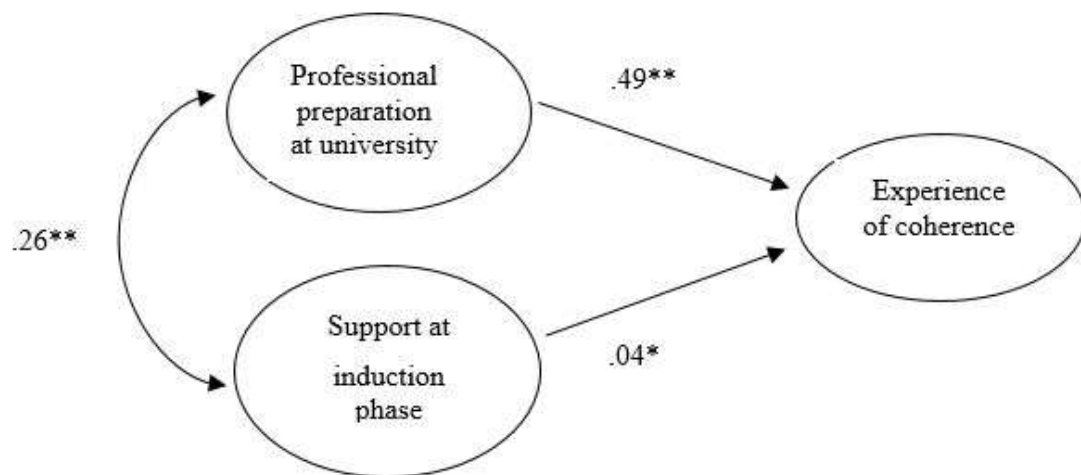 Professional
preparation
at university
.49**
Experience
of coherence
.26**
Support at
induction
phase
.04*